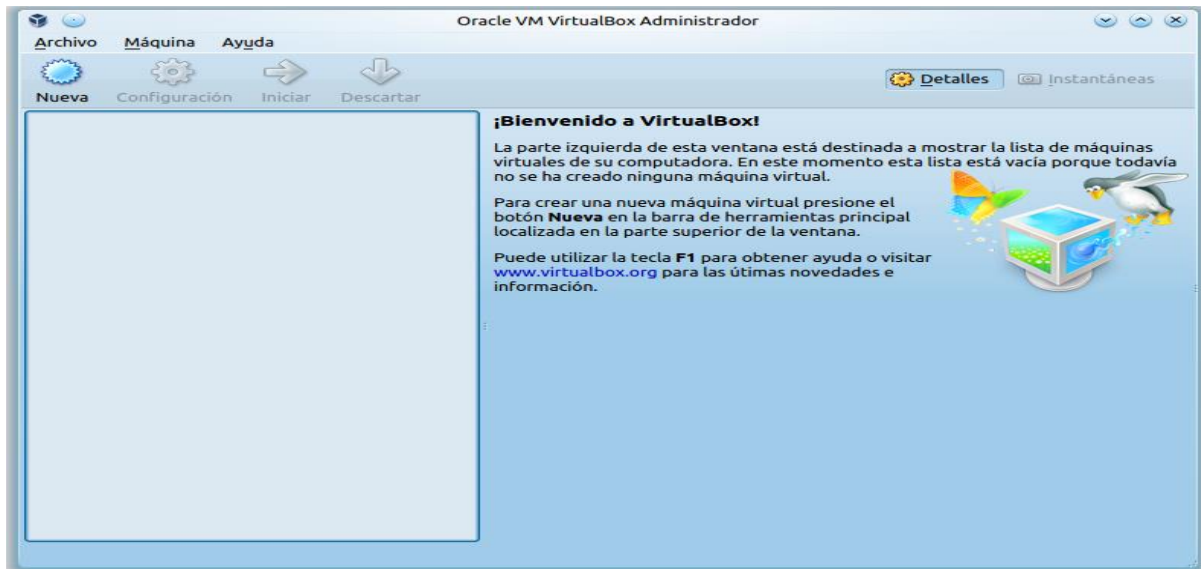 Oracle VM VirtualBox Administrador
Archivo Máquina Ayuda
Nueva Configuración Iniciar Descartar Detalles Instantáneas
¡Bienvenido a VirtualBox!
La parte izquierda de esta ventana está destinada a mostrar la lista de máquinas
virtuales de su computadora. En este momento esta lista está vacía porque todavía
no se ha creado ninguna máquina virtual.
Para crear una nueva máquina virtual presione el
botón Nueva en la barra de herramientas principal
localizada en la parte superior de la ventana.
Puede utilizar la tecla F1 para obtener ayuda o visitar
www.virtualbox.org para las útimas novedades e
información.